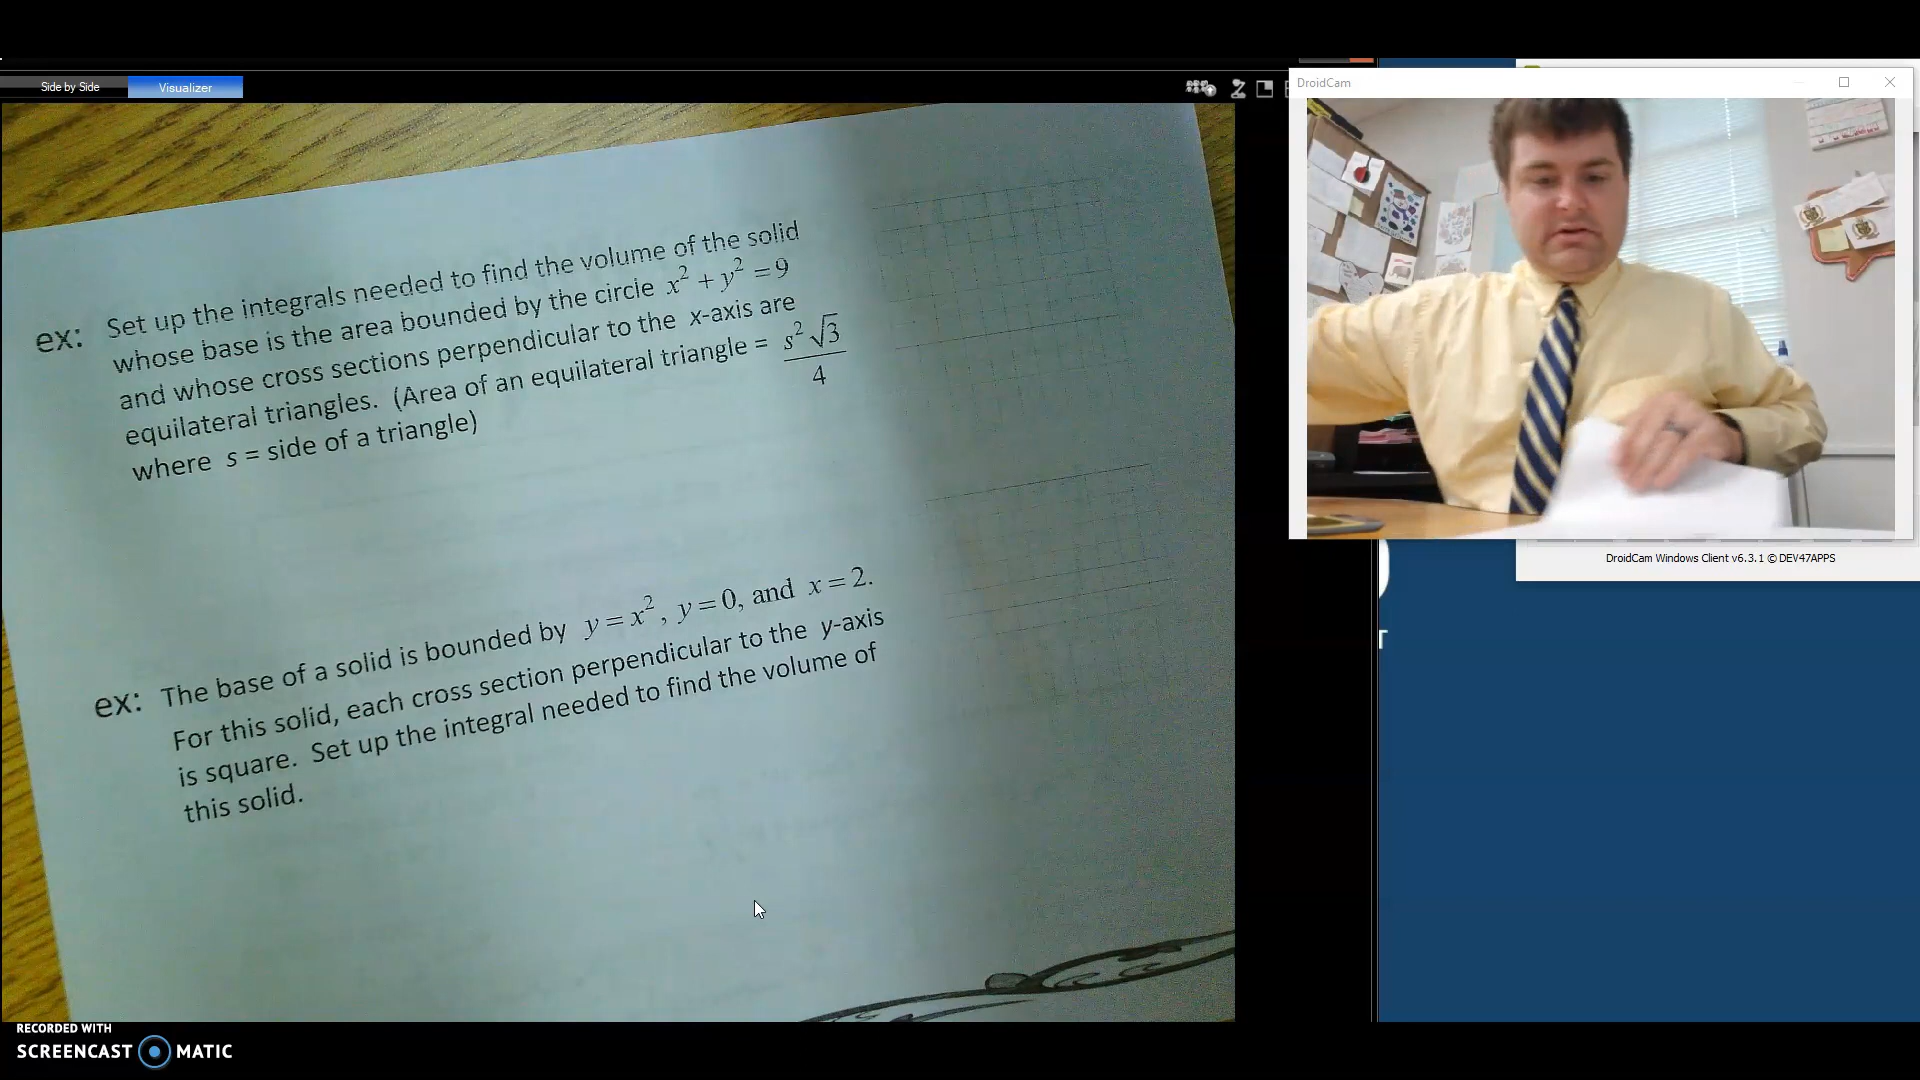 Side by Side
Visualizer
DroidCam
ex: Set up the integrals needed to find the volume of the solid
whose base is the area bounded by the circle x² + y² = 9
and whose cross sections perpendicular to the x-axis are
equilateral triangles. (Area of an equilateral triangle = s²√3/4
where s = side of a triangle)
ex: The base of a solid is bounded by y = x², y = 0, and x = 2.
For this solid, each cross section perpendicular to the y-axis
is square. Set up the integral needed to find the volume of
this solid.
DroidCam Windows Client v6.3.1 © DEV47APPS
T
RECORDED WITH
SCREENCAST MATIC